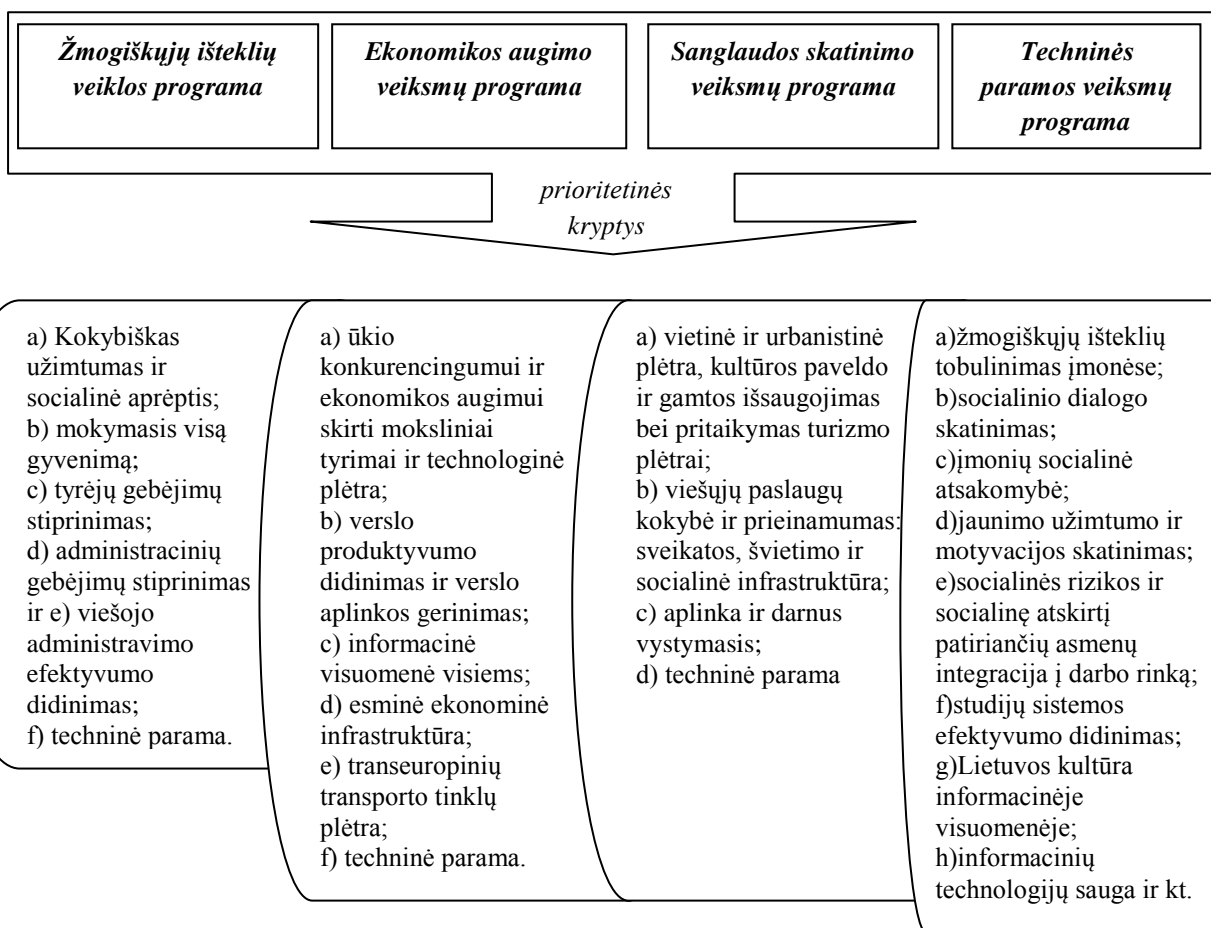 Žmogiškųjų išteklių
veiklos programa
Ekonomikos augimo
veiksmų programa
Sanglaudos skatinimo
veiksmų programa
Techninės
paramos veiksmų
programa
prioritetinės
kryptys
a) Kokybiškas
užimtumas ir
socialinė aprėptis;
b) mokymasis visą
gyvenimą;
c) tyrėjų gebėjimų
stiprinimas;
d) administracinių
gebėjimų stiprinimas
ir e) viešojo
administravimo
efektyvumo
didinimas;
f) techninė parama.
a) ūkio
konkurencingumui ir
ekonomikos augimui
skirti moksliniai
tyrimai ir technologinė
plėtra;
b) verslo
produktyvumo
didinimas ir verslo
aplinkos gerinimas;
c) informacinė
visuomenė visiems;
d) esminė ekonominė
infrastruktūra;
e) transeuropinių
transporto tinklų
plėtra;
f) techninė parama.
a) vietinė ir urbanistinė
plėtra, kultūros paveldo
ir gamtos išsaugojimas
bei pritaikymas turizmo
plėtrai;
b) viešųjų paslaugų
kokybė ir prieinamumas:
sveikatos, švietimo ir
socialinė infrastruktūra;
c) aplinka ir darnus
vystymasis;
d) techninė parama
a)žmogiškųjų išteklių
tobulinimas įmonėse;
b)socialinio dialogo
skatinimas;
c)įmonių socialinė
atsakomybė;
d)jaunimo užimtumo ir
motyvacijos skatinimas;
e)socialinės rizikos ir
socialinę atskirtį
patiriančių asmenų
integracija į darbo rinką;
f)studijų sistemos
efektyvumo didinimas;
g)Lietuvos kultūra
informacinėje
visuomenėje;
h)informacinių
technologijų sauga ir kt.